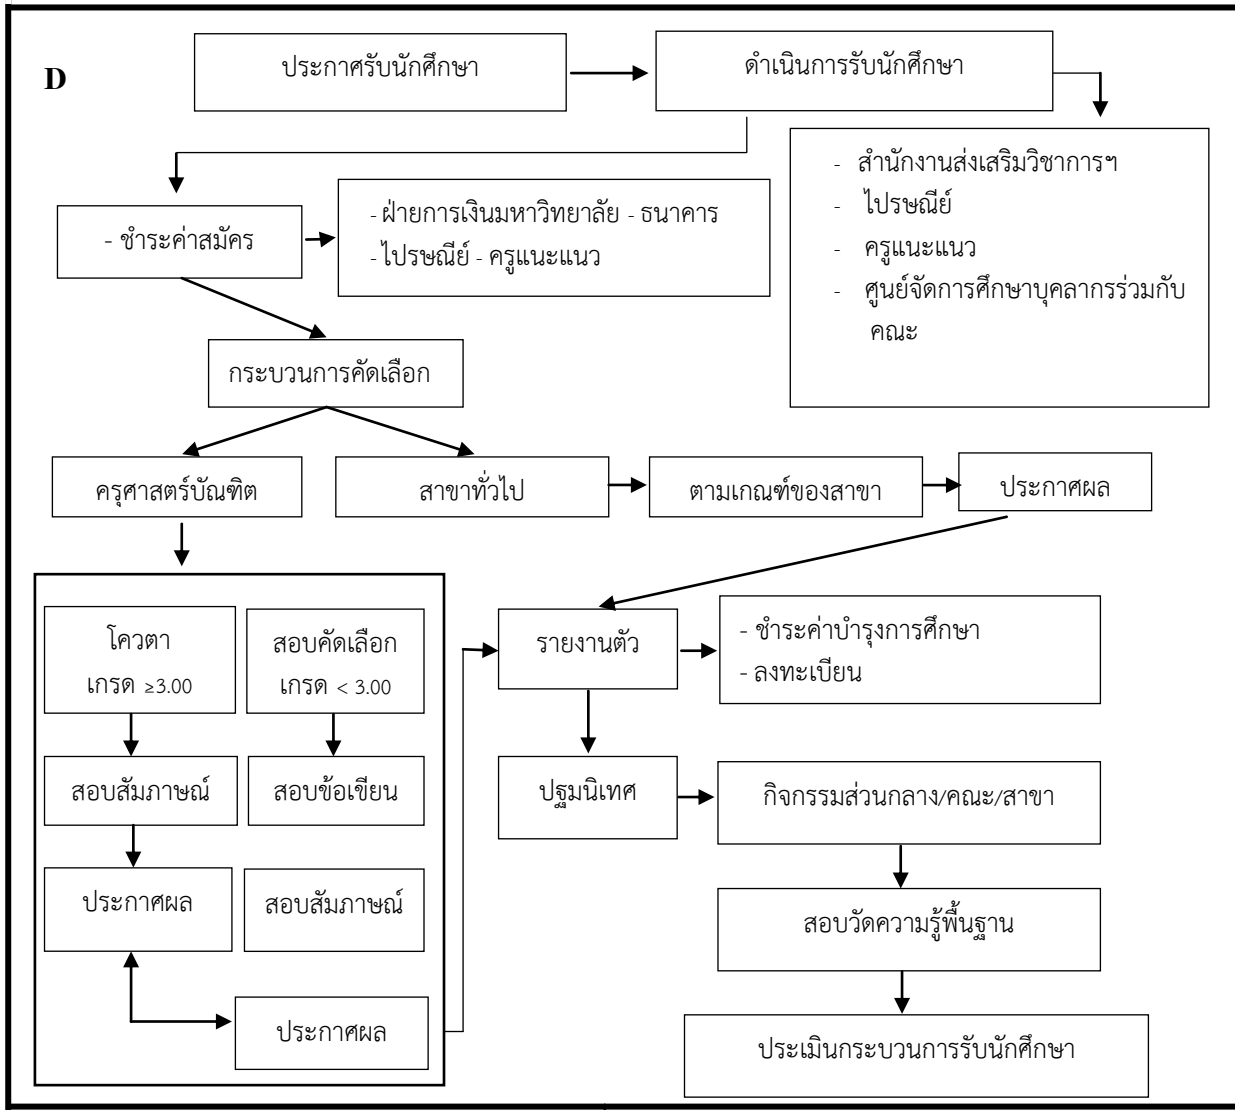 D
ประกาศรับนักศึกษา
ดำเนินการรับนักศึกษา
- สำนักงานส่งเสริมวิชาการฯ
- ไปรษณีย์
- ครูแนะแนว
- ศูนย์จัดการศึกษาบุคลากรร่วมกับ
คณะ
- ชำระค่าสมัคร
- ฝ่ายการเงินมหาวิทยาลัย - ธนาคาร
- ไปรษณีย์ - ครูแนะแนว
กระบวนการคัดเลือก
ครุศาสตร์บัณฑิต
สาขาทั่วไป
ตามเกณฑ์ของสาขา
ประกาศผล
โควตา
เกรด ≥3.00
สอบคัดเลือก
เกรด < 3.00
รายงานตัว
- ชำระค่าบำรุงการศึกษา
- ลงทะเบียน
สอบสัมภาษณ์
สอบข้อเขียน
ปฐมนิเทศ
กิจกรรมส่วนกลาง/คณะ/สาขา
ประกาศผล
สอบสัมภาษณ์
สอบวัดความรู้พื้นฐาน
ประกาศผล
ประเมินกระบวนการรับนักศึกษา